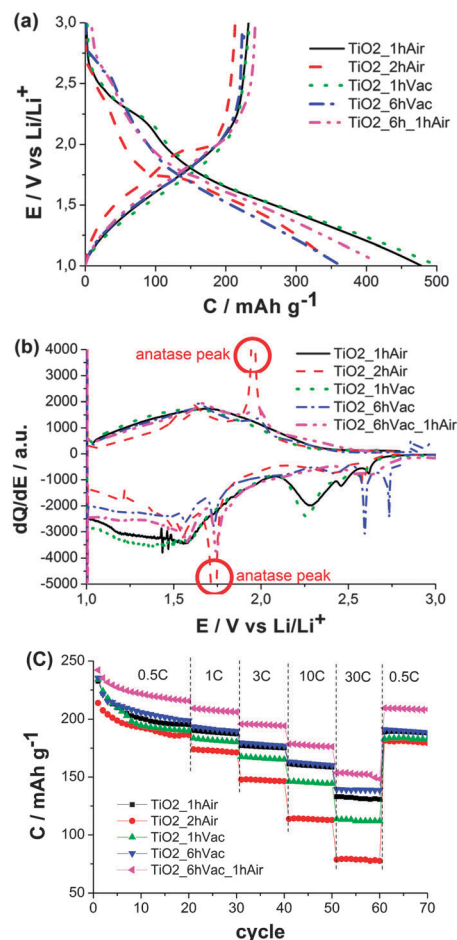 (a)
3,0
2,5
2,0
1,5
1,0
E / V vs Li/Li+
TiO2_1hAir
TiO2_2hAir
TiO2_1hVac
TiO2_6hVac
TiO2_6h_1hAir
0 100 200 300 400 500
C / mAh g-1
(b)
4000
3000
2000
1000
0
-1000
-2000
-3000
-4000
-5000
dQ/dE / a.u.
anatase peak
TiO2_1hAir
TiO2_2hAir
TiO2_1hVac
TiO2_6hVac
TiO2_6hVac_1hAir
anatase peak
1,0 1,5 2,0 2,5 3,0
E / V vs Li/Li+
(C)
250
200
150
100
50
C / mAh g-1
0.5C 1C 3C 10C 30C 0.5C
TiO2_1hAir
TiO2_2hAir
TiO2_1hVac
TiO2_6hVac
TiO2_6hVac_1hAir
0 10 20 30 40 50 60 70
cycle